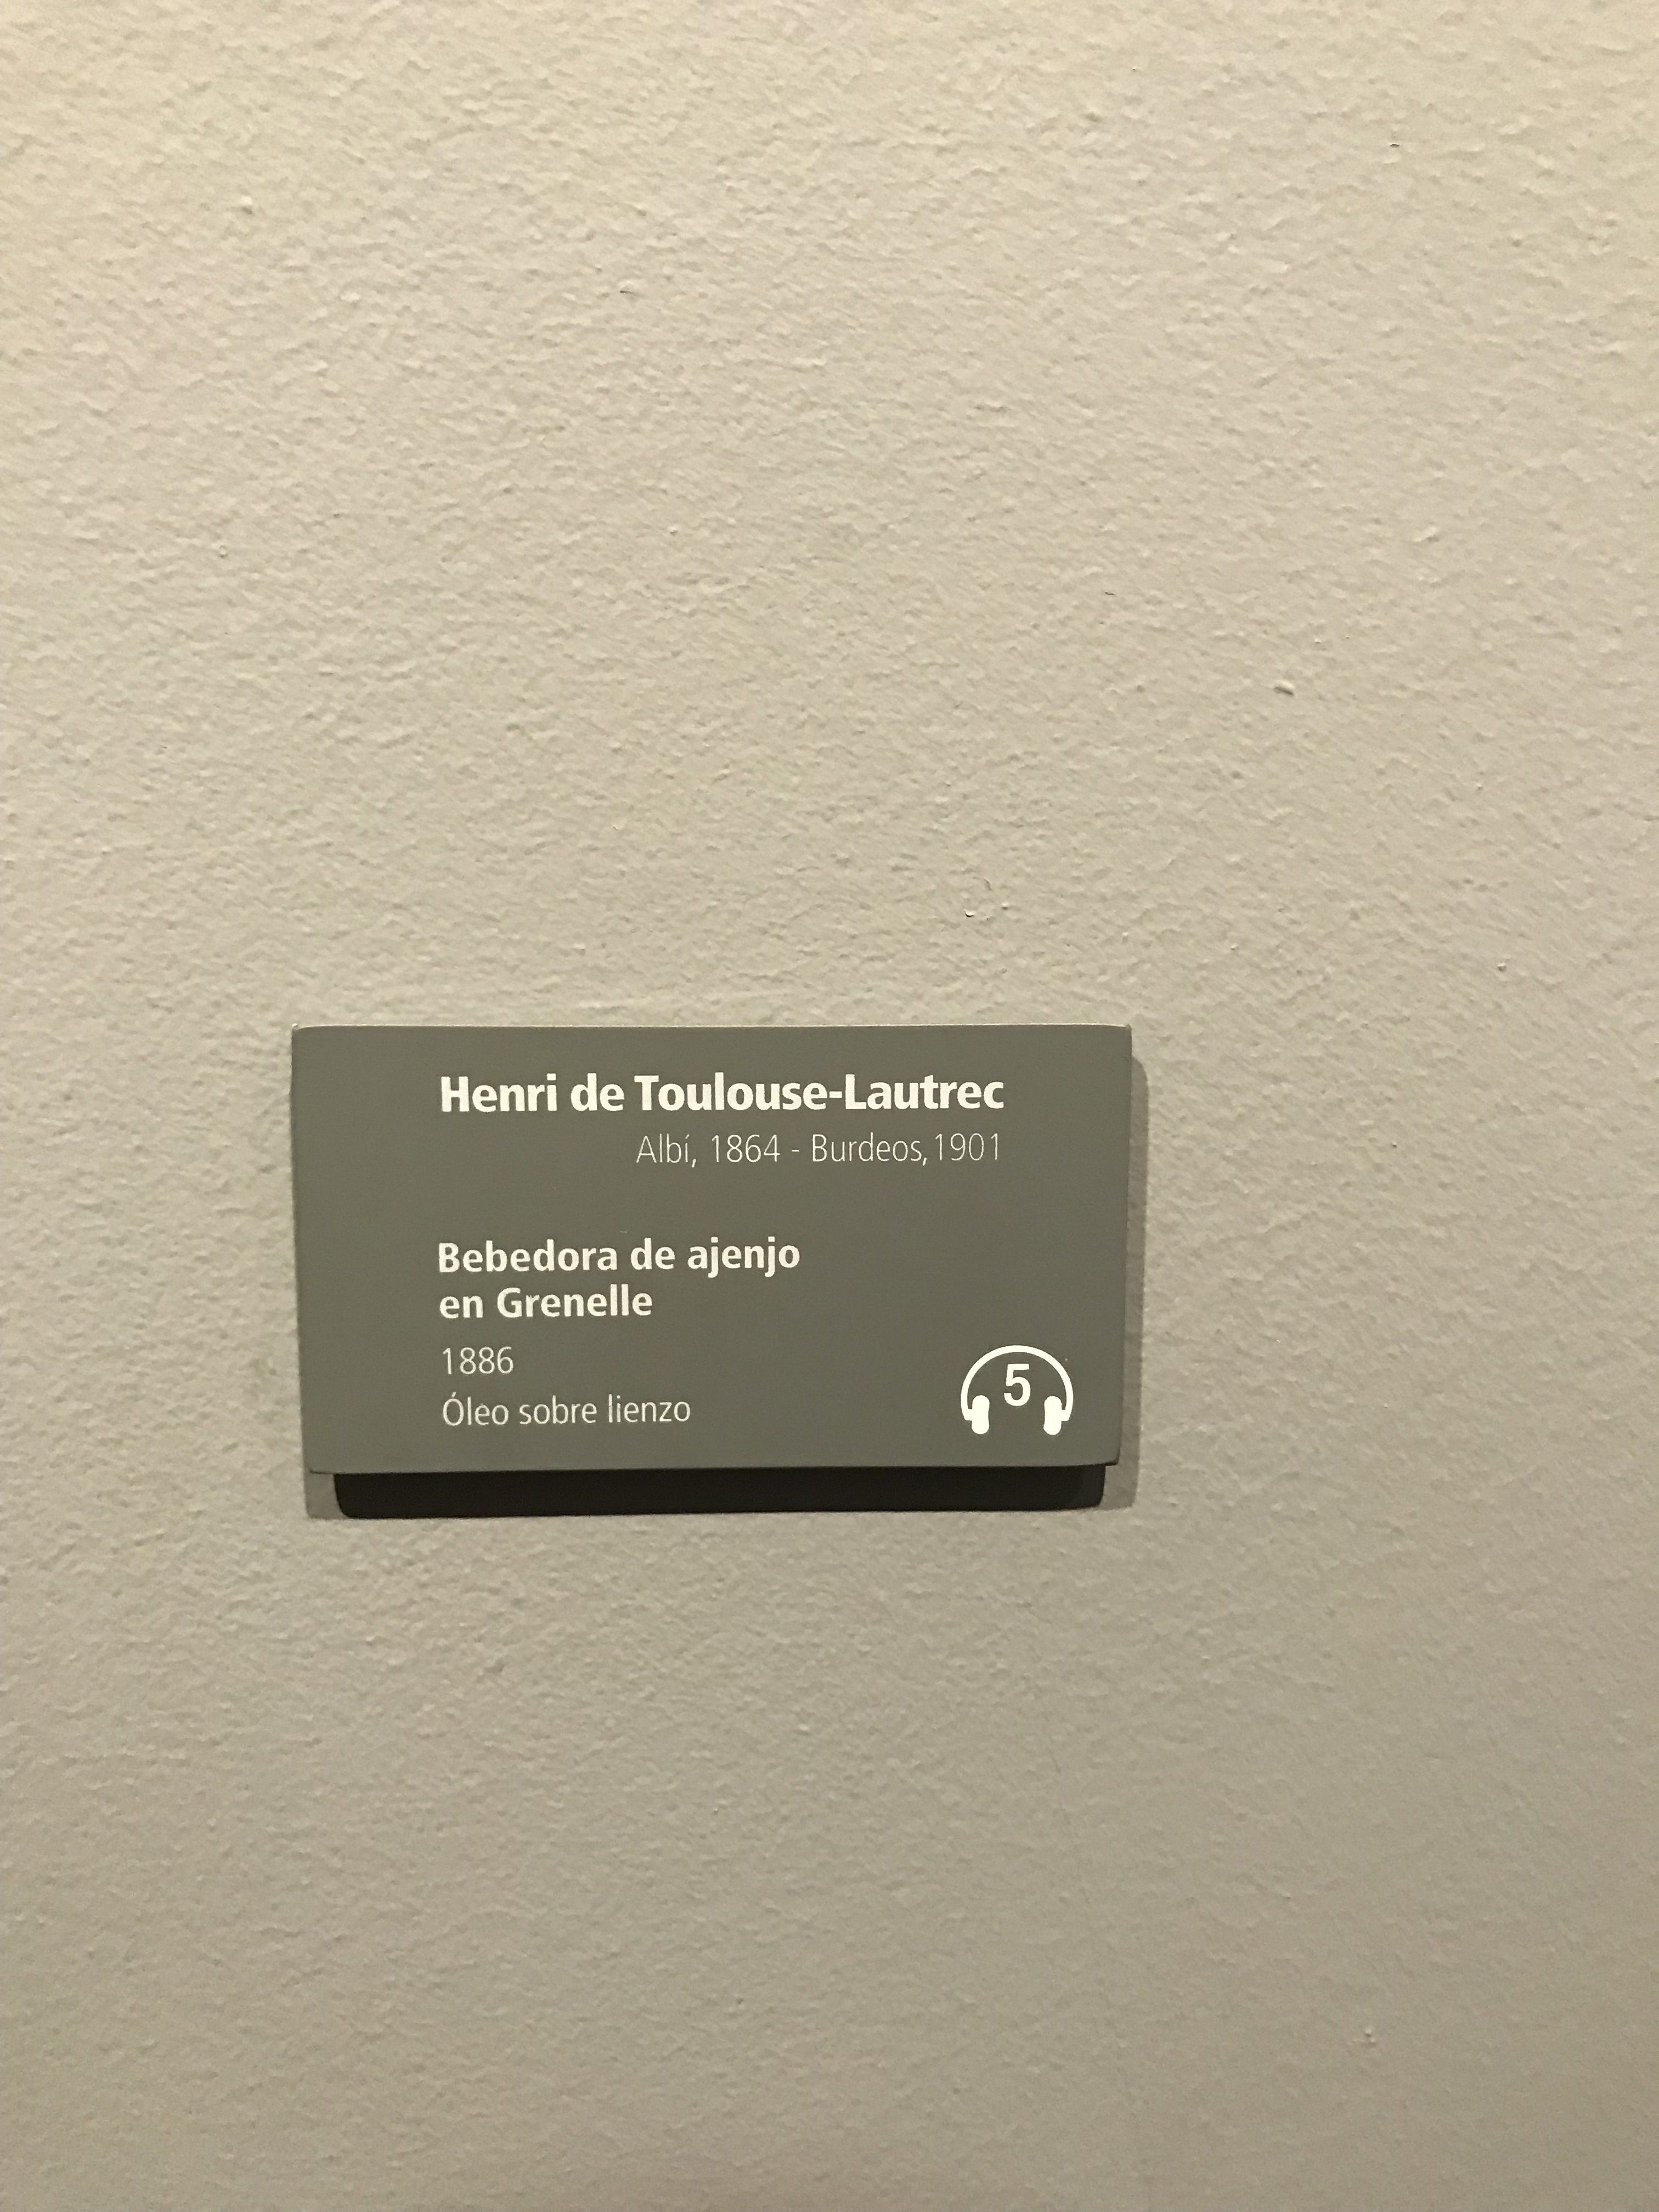 Henri de Toulouse-Lautrec
Albí, 1864 - Burdeos,1901
Bebedora de ajenjo
en Grenelle
1886
Óleo sobre lienzo
5